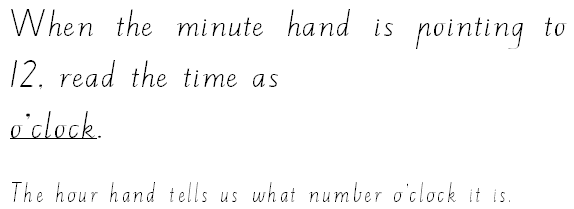 When the minute hand is pointing to
12, read the time as
o'clock.
The hour hand tells us what number o'clock it is.